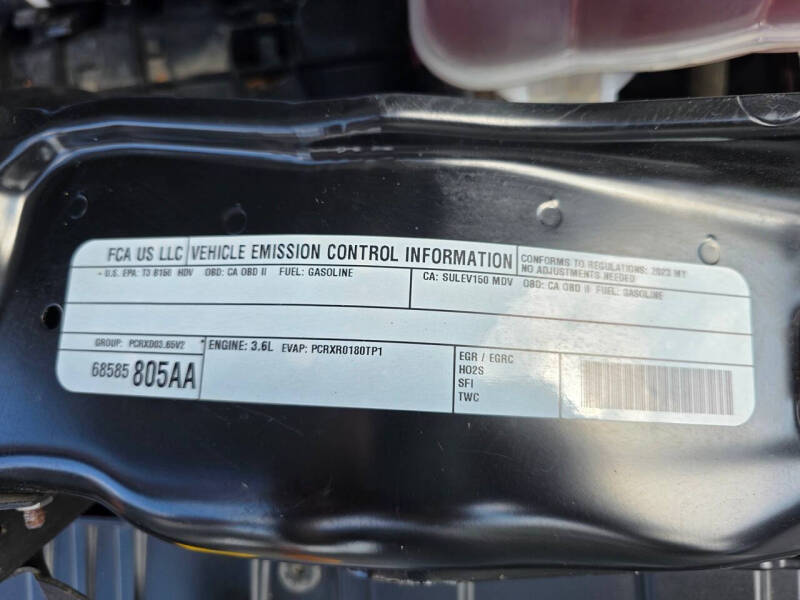 FCA US LLC VEHICLE EMISSION CONTROL INFORMATION
CONFORMS TO REGULATIONS: 2023 MY
NO ADJUSTMENTS NEEDED
- U.S. EPA: T3 B150 HDV OBD: CA OBD II FUEL: GASOLINE
CA: SULEV150 MDV OBD: CA OBD II FUEL: GASOLINE
GROUP: PCRXD03.65V2
ENGINE: 3.6L EVAP: PCRXR0180TP1
68585 805AA
EGR / EGRC
HO2S
SFI
TWC